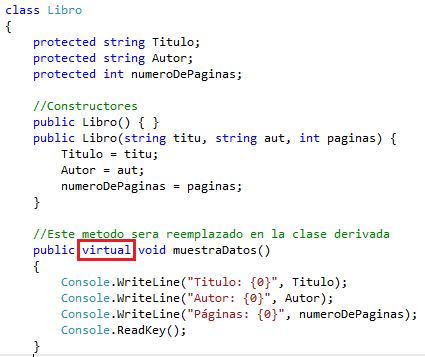 class Libro
{
protected string Titulo;
protected string Autor;
protected int numeroDePaginas;
//Constructores
public Libro() { }
public Libro(string titu, string aut, int paginas) {
Titulo = titu;
Autor = aut;
numeroDePaginas = paginas;
}
//Este metodo sera reemplazado en la clase derivada
public virtual void muestraDatos()
{
Console.WriteLine("Titulo: {0}", Titulo);
Console.WriteLine("Autor: {0}", Autor);
Console.WriteLine("Páginas: {0}", numeroDePaginas);
Console.ReadKey();
}